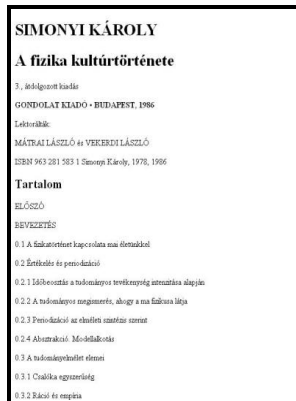 SIMONYI KÁROLY
A fizika kultúrtörténete
3., átdolgozott kiadás
GONDOLAT KIADÓ • BUDAPEST, 1986
Lektorálták:
MÁTRAI LÁSZLÓ és VEKERDI LÁSZLÓ
ISBN 963 281 583 1 Simonyi Károly, 1978, 1986
Tartalom
ELŐSZÓ
BEVEZETÉS
0.1 A fizikatörténet kapcsolata mai életünkkel
0.2 Értékelés és periodizáció
0.2.1 Időbeosztás a tudományos tevékenység intenzitása alapján
0.2.2 A tudományos megismerés, ahogy a ma fizikusa látja
0.2.3 Periodizáció az elméleti szintézis szerint
0.2.4 Absztrakció. Modellalkotás
0.3 A tudományelmélet elemei
0.3.1 Csalóka egyszerűség
0.3.2 Ráció és empíria